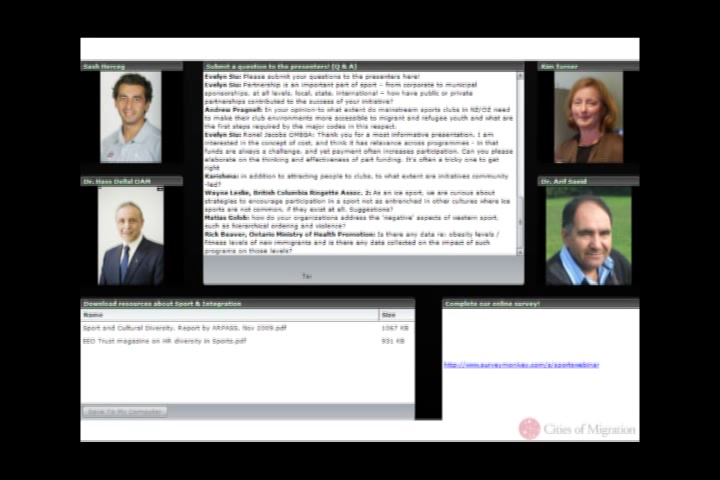 Sash Herceg
Submit a question to the presenters! (Q & A)
Kim Turner
Evelyn Siu: Please submit your questions to the presenters here!
Evelyn Siu: Partnership is an important part of sport - from corporate to municipal
sponsorships, at all levels, local, state, international - how have public or private
partnerships contributed to the success of your initiative?
Andrew Pragnell: In your opinion to what extent do mainstream sports clubs in NZ/OZ need
to make their club environments more accessible to migrant and refugee youth and what are
the first steps required by the major codes in this respect.
Evelyn Siu: Ronel Jacobs OMEGA: Thank you for a most informative presentation. I am
interested in the concept of cost, and think it has relevance across programmes - in that
funds are always a challenge, and yet payment often increases participation. Can you please
elaborate on the thinking and effectiveness of part funding. It's often a tricky one to get
right
Karishma: in addition to attracting people to clubs, to what extent are initiatives community
-led?
Wayne Leslie, British Columbia Ringette Assoc. 2: As an ice sport, we are curious about
strategies to encourage participation in a sport not as entrenched in other cultures where ice
sports are not common, if they exist at all. Suggestions?
Matias Golob: how do your organizations address the 'negative' aspects of western sport,
such as hierarchical ordering and violence?
Rick Beaver, Ontario Ministry of Health Promotion: Is there any data re: obesity levels /
fitness levels of new immigrants and is there any data collected on the impact of such
programs on those levels?
Dr. Hass Dellal OAM
Dr. Arif Saeid
Download resources about Sport & Integration
Complete our online survey!
Name Size
Sport and Cultural Diversity. Report by ARPASS, Nov 2009.pdf 1067 KB
EEO Trust magazine on HR diversity in Sports.pdf 931 KB
http://www.surveymonkey.com/s/sportswebinar
Save To My Computer
Cities of Migration